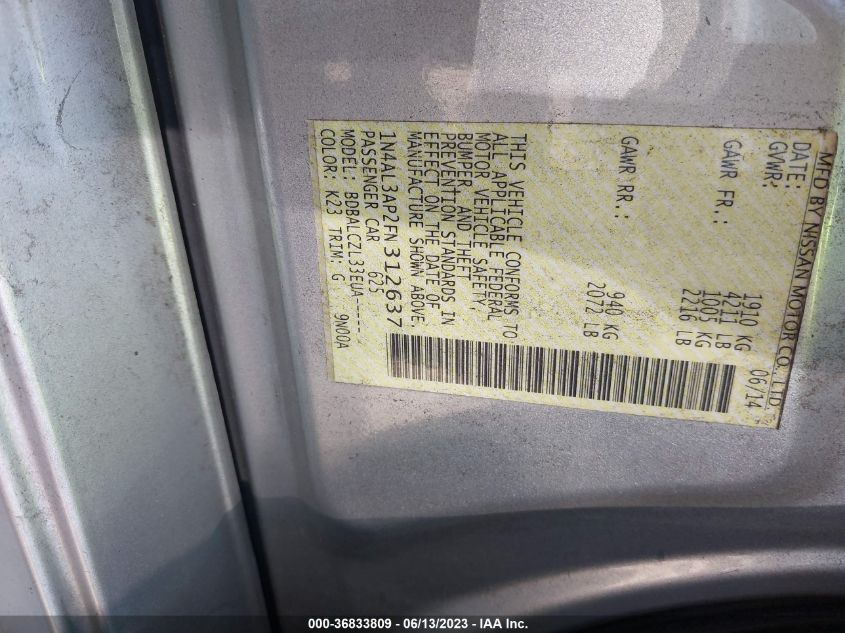 MFD BY NISSAN MOTOR CO., LTD.
DATE: 06/14
GVWR: 1910 KG
4211 LB
GAWR FR.: 1001 KG
2216 LB
GAWR RR.: 940 KG
2072 LB
THIS VEHICLE CONFORMS TO
ALL APPLICABLE FEDERAL
MOTOR VEHICLE SAFETY,
BUMPER AND THEFT
PREVENTION STANDARDS IN
EFFECT ON THE DATE OF
MANUFACTURE SHOWN ABOVE.
1N4AL3AP2FN312637
PASSENGER CAR 625
MODEL: BDBALCZL33EUA-----
COLOR: K23 TRIM: G 9N00A
000-36833809 - 06/13/2023 - IAA Inc.